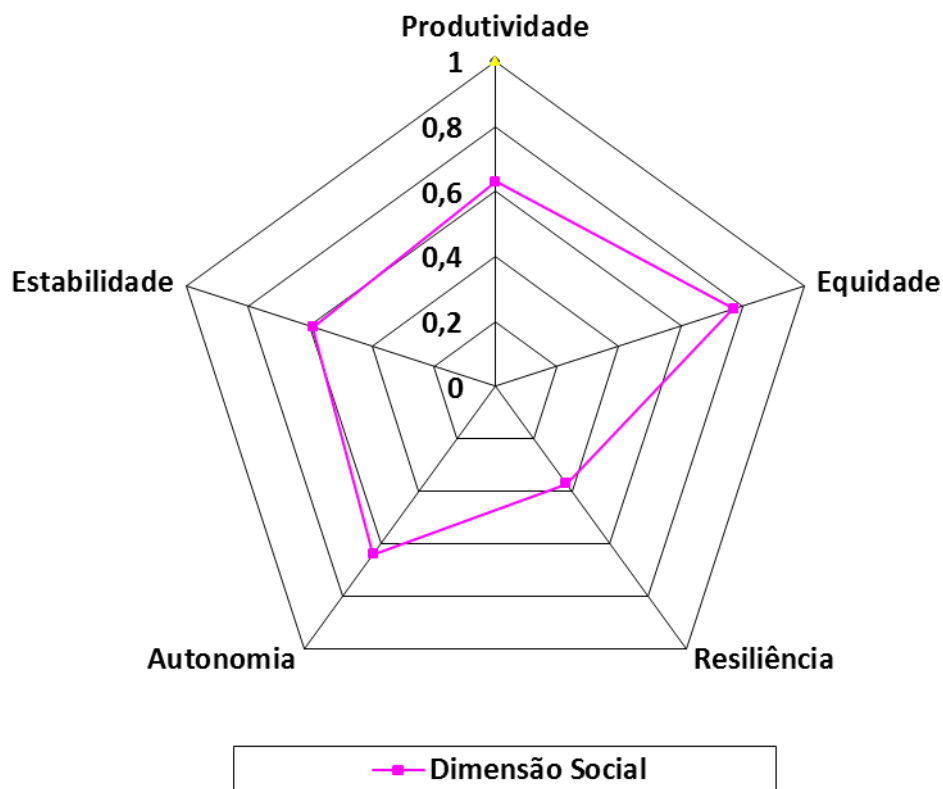 Produtividade
1
0,8
0,6
0,4
0,2
0
Estabilidade
Equidade
Autonomia
Resiliência
Dimensão Social